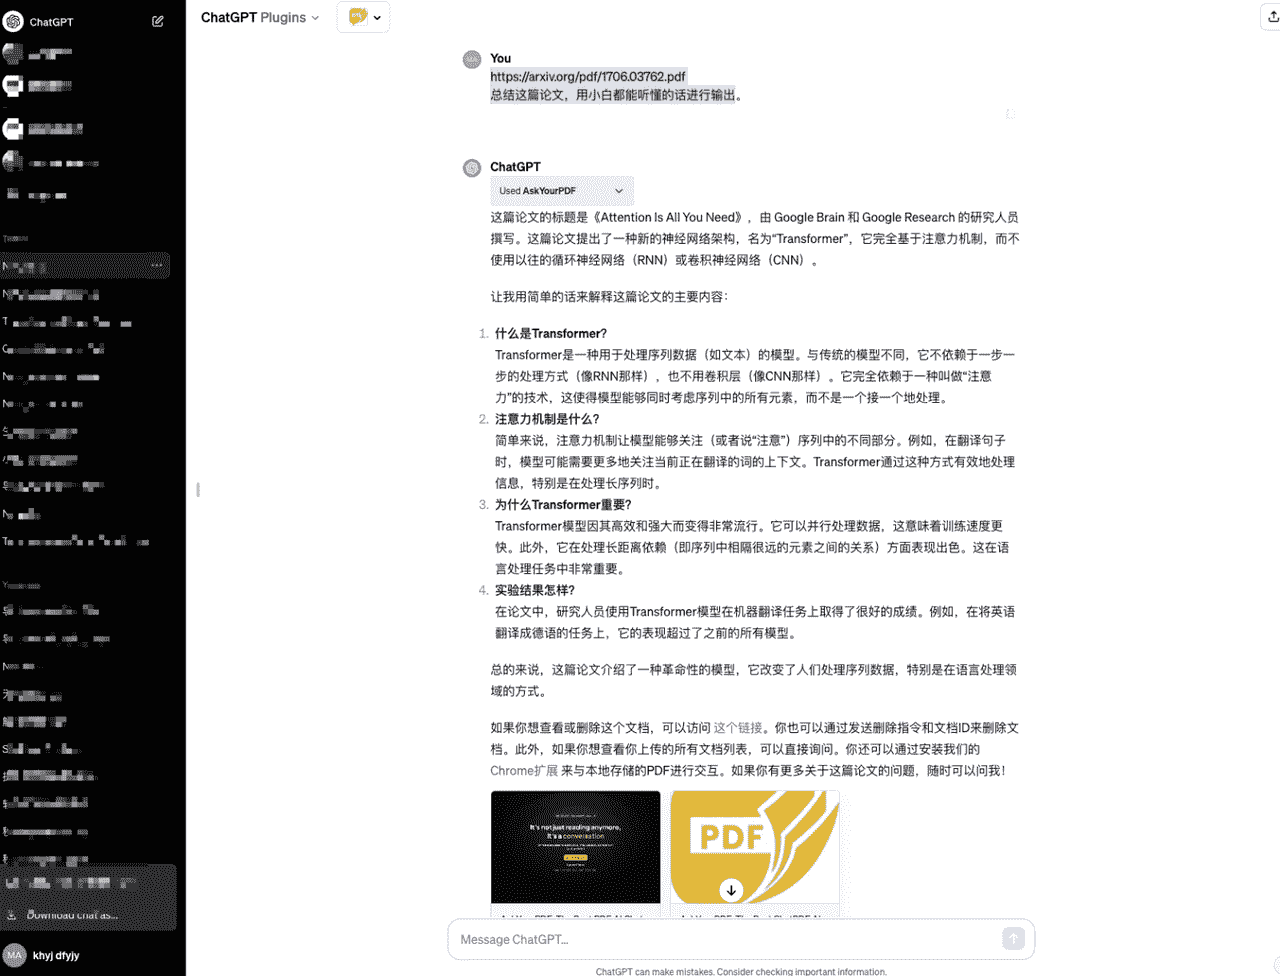 ChatGPT
Download chat as...
MA
khyj dfyjy
ChatGPT Plugins
You
https://arxiv.org/pdf/1706.03762.pdf
总结这篇论文，用小白都能听懂的话进行输出。
ChatGPT
Used AskYourPDF
这篇论文的标题是《Attention Is All You Need》，由 Google Brain 和 Google Research 的研究人员
撰写。这篇论文提出了一种新的神经网络架构，名为“Transformer”，它完全基于注意力机制，而不
使用以往的循环神经网络（RNN）或卷积神经网络（CNN）。
让我用简单的话来解释这篇论文的主要内容：
1. 什么是Transformer?
Transformer是一种用于处理序列数据（如文本）的模型。与传统的模型不同，它不依赖于一步一
步的处理方式（像RNN那样），也不用卷积层（像CNN那样）。它完全依赖于一种叫做“注意
力”的技术，这使得模型能够同时考虑序列中的所有元素，而不是一个接一个地处理。
2. 注意力机制是什么?
简单来说，注意力机制让模型能够关注（或者说“注意”）序列中的不同部分。例如，在翻译句子
时，模型可能需要更多地关注当前正在翻译的词的上下文。Transformer通过这种方式有效地处理
信息，特别是在处理长序列时。
3. 为什么Transformer重要?
Transformer模型因其高效和强大而变得非常流行。它可以并行处理数据，这意味着训练速度更
快。此外，它在处理长距离依赖（即序列中相隔很远的元素之间的关系）方面表现出色。这在语
言处理任务中非常重要。
4. 实验结果怎样?
在论文中，研究人员使用Transformer模型在机器翻译任务上取得了很好的成绩。例如，在将英语
翻译成德语的任务上，它的表现超过了之前的所有模型。
总的来说，这篇论文介绍了一种革命性的模型，它改变了人们处理序列数据，特别是在语言处理领
域的方式。
如果你想查看或删除这个文档，可以访问 这个链接。你也可以通过发送删除指令和文档ID来删除文
档。此外，如果你想查看你上传的所有文档列表，可以直接询问。你还可以通过安装我们的
Chrome扩展 来与本地存储的PDF进行交互。如果你有更多关于这篇论文的问题，随时可以问我！
It's not just reading anymore,
it's a conversation
PDF
Message ChatGPT...
ChatGPT can make mistakes. Consider checking important information.